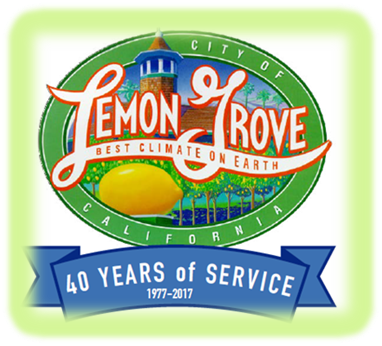 CITY OF
LEMON GROVE
BEST CLIMATE ON EARTH
CALIFORNIA
40 YEARS of SERVICE
1977-2017